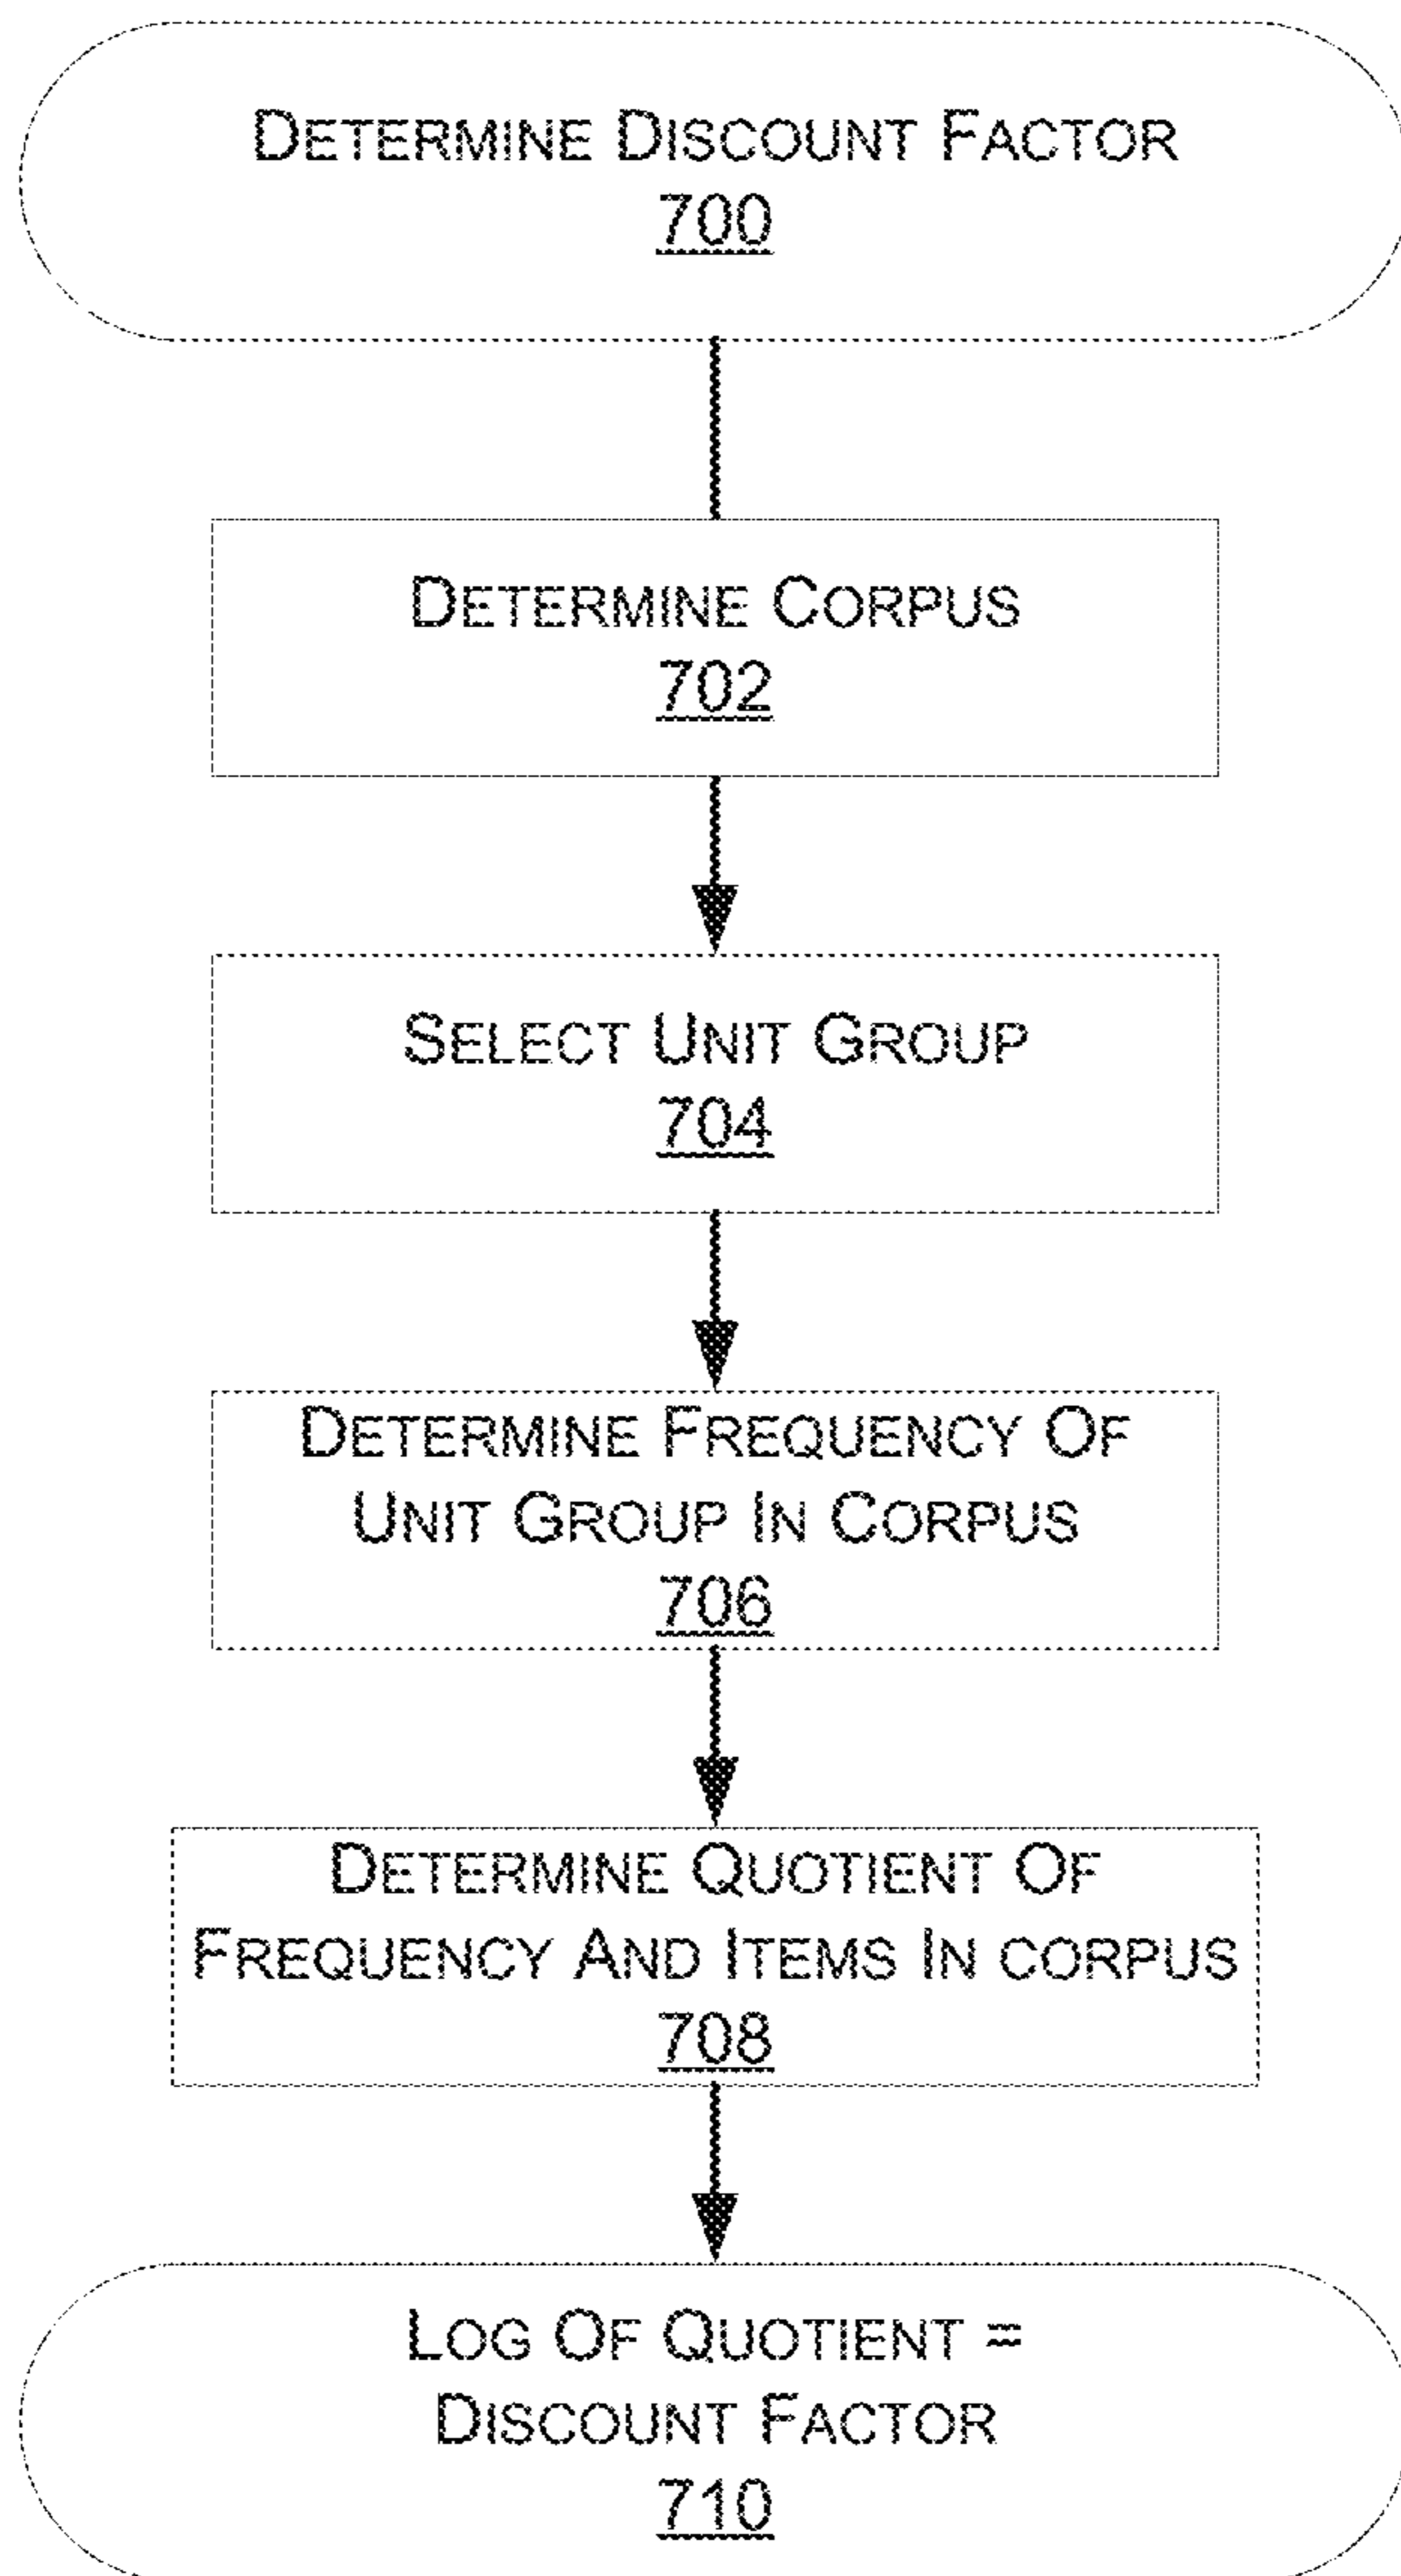 DETERMINE DISCOUNT FACTOR
700
DETERMINE CORPUS
702
SELECT UNIT GROUP
704
DETERMINE FREQUENCY OF
UNIT GROUP IN CORPUS
706
DETERMINE QUOTIENT OF
FREQUENCY AND ITEMS IN CORPUS
708
LOG OF QUOTIENT =
DISCOUNT FACTOR
710